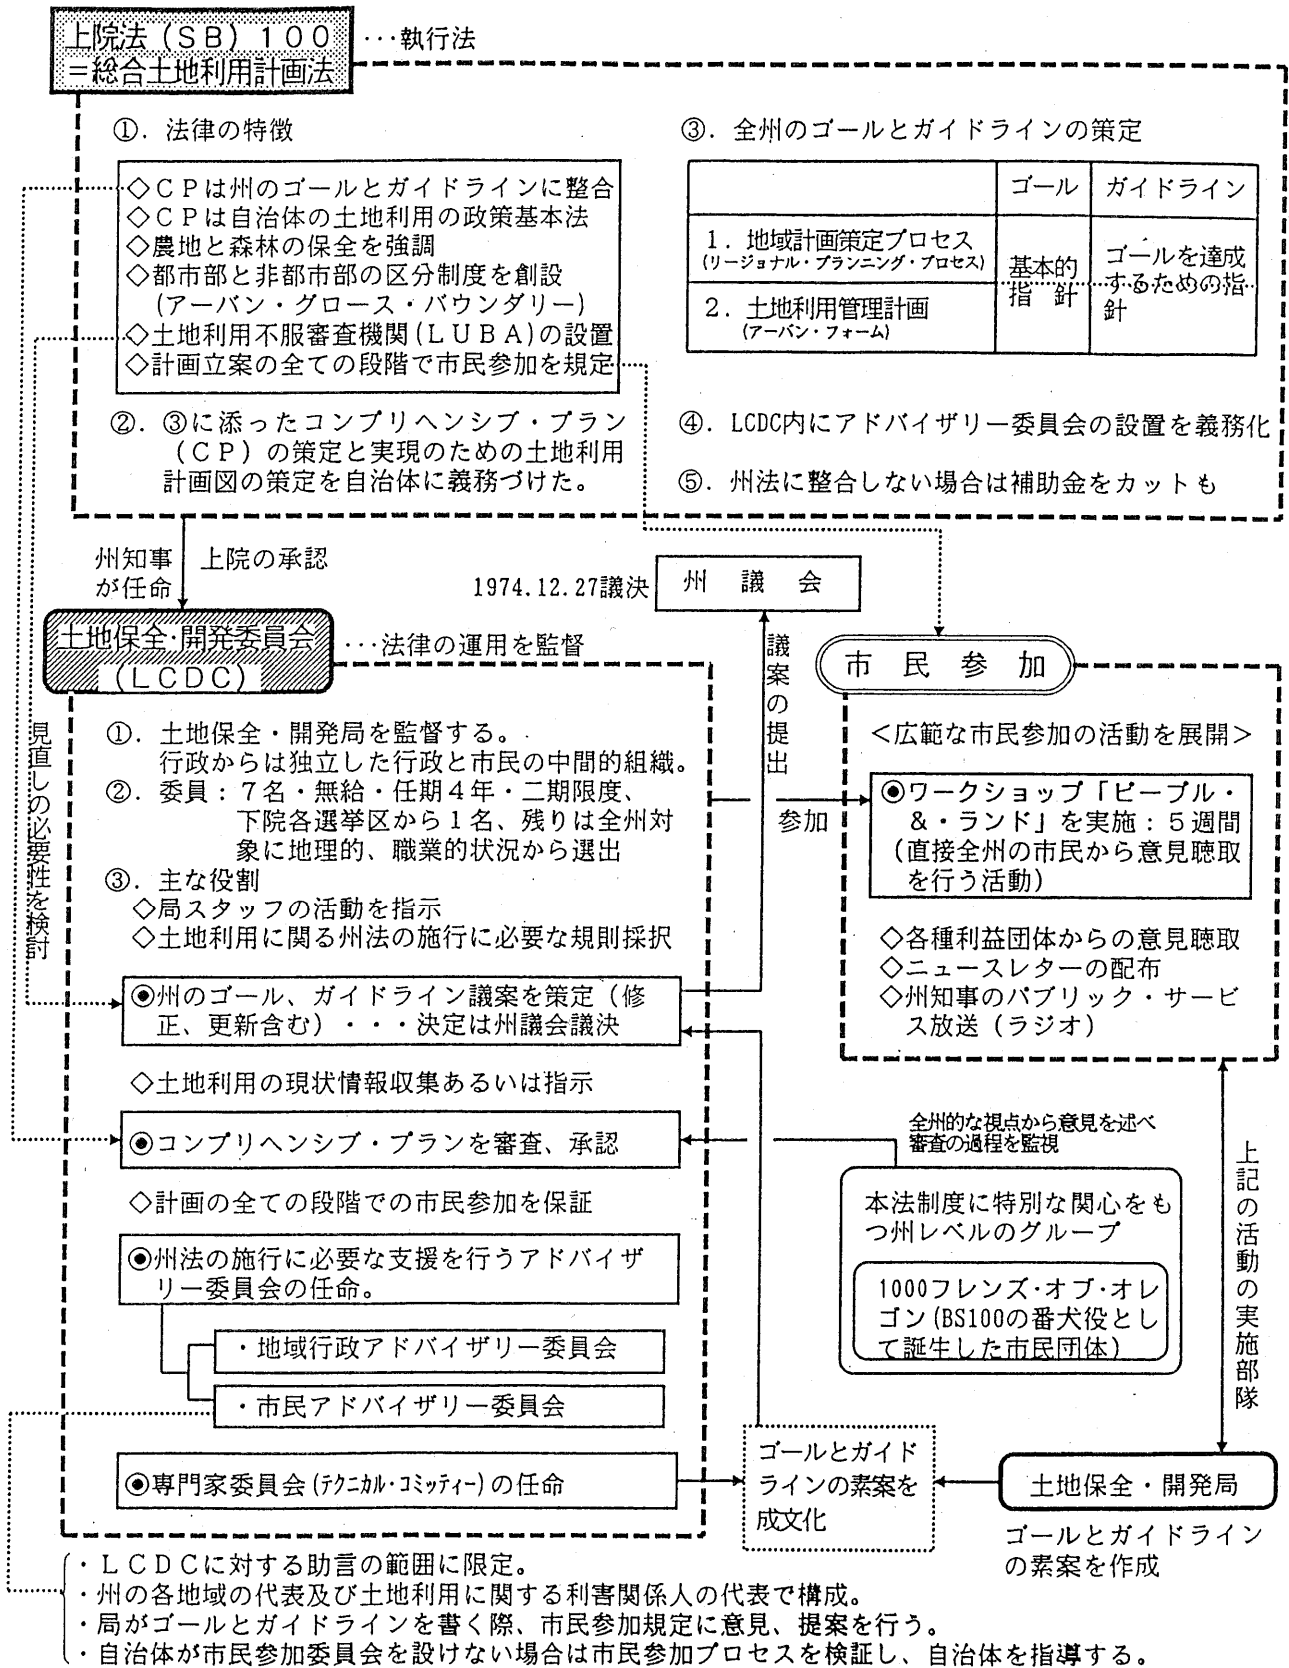 上院法(SB)100
=総合土地利用計画法
···執行法
①. 法律の特徴
◇CPは州のゴールとガイドラインに整合
◇CPは自治体の土地利用の政策基本法
◇農地と森林の保全を強調
◇都市部と非都市部の区分制度を創設
(アーバン・グロース・バウンダリー)
◇土地利用不服審査機関(LUBA)の設置
◇計画立案の全ての段階で市民参加を規定
②. ③に添ったコンプリヘンシブ・プラン
(CP)の策定と実現のための土地利用
計画図の策定を自治体に義務づけた。
③. 全州のゴールとガイドラインの策定
ゴール
ガイドライン
1. 地域計画策定プロセス
(リージョナル・プランニング・プロセス)
2. 土地利用管理計画
(アーバン・フォーム)
基本的
指 針
ゴールを達成
するための指
針
④. LCDC内にアドバイザリー委員会の設置を義務化
⑤. 州法に整合しない場合は補助金をカットも
州知事
が任命
上院の承認
1974.12.27議決
州 議 会
土地保全・開発委員会
(LCDC)
···法律の運用を監督
議案の提出
市 民 参 加
見直しの必要性を検討
①. 土地保全・開発局を監督する。
行政からは独立した行政と市民の中間的組織。
②. 委員:7名・無給・任期4年・二期限度、
下院各選挙区から1名、残りは全州対
象に地理的、職業的状況から選出
③. 主な役割
◇局スタッフの活動を指示
◇土地利用に関る州法の施行に必要な規則採択
◉州のゴール、ガイドライン議案を策定(修
正、更新含む)・・・決定は州議会議決
◇土地利用の現状情報収集あるいは指示
◉コンプリヘンシブ・プランを審査、承認
◇計画の全ての段階での市民参加を保証
◉州法の施行に必要な支援を行うアドバイザ
リー委員会の任命。
・地域行政アドバイザリー委員会
・市民アドバイザリー委員会
◉専門家委員会(テクニカル・コミッティー)の任命
参加
<広範な市民参加の活動を展開>
◉ワークショップ「ピープル・
&・ランド」を実施:5週間
(直接全州の市民から意見聴取
を行う活動)
◇各種利益団体からの意見聴取
◇ニュースレターの配布
◇州知事のパブリック・サービ
ス放送(ラジオ)
全州的な視点から意見を述べ
審査の過程を監視
本法制度に特別な関心をも
つ州レベルのグループ
1000フレンズ・オブ・オレ
ゴン(BS100の番犬役とし
て誕生した市民団体)
上記の活動の実施部隊
ゴールとガイド
ラインの素案を
成文化
土地保全・開発局
ゴールとガイドライン
の素案を作成
・LCDCに対する助言の範囲に限定。
・州の各地域の代表及び土地利用に関する利害関係人の代表で構成。
・局がゴールとガイドラインを書く際、市民参加規定に意見、提案を行う。
・自治体が市民参加委員会を設けない場合は市民参加プロセスを検証し、自治体を指導する。